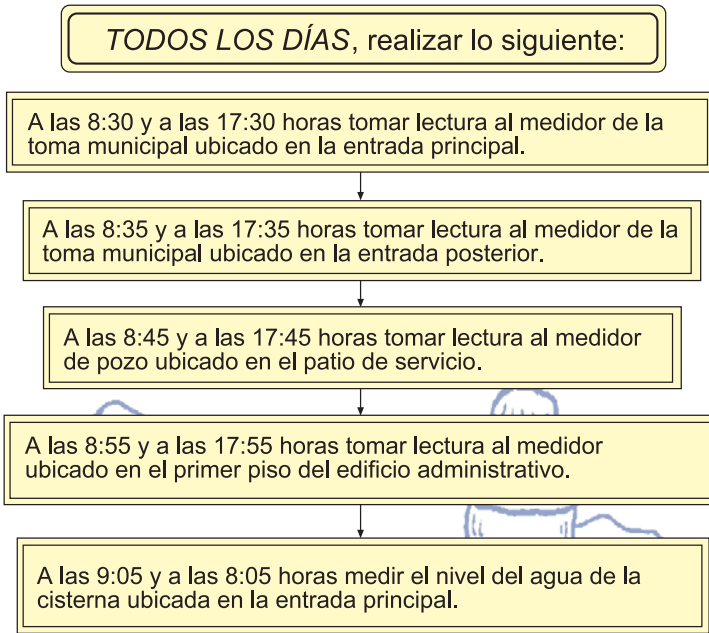 TODOS LOS DÍAS, realizar lo siguiente:
A las 8:30 y a las 17:30 horas tomar lectura al medidor de la
toma municipal ubicado en la entrada principal.
A las 8:35 y a las 17:35 horas tomar lectura al medidor de la
toma municipal ubicado en la entrada posterior.
A las 8:45 y a las 17:45 horas tomar lectura al medidor
de pozo ubicado en el patio de servicio.
A las 8:55 y a las 17:55 horas tomar lectura al medidor
ubicado en el primer piso del edificio administrativo.
A las 9:05 y a las 8:05 horas medir el nivel del agua de la
cisterna ubicada en la entrada principal.